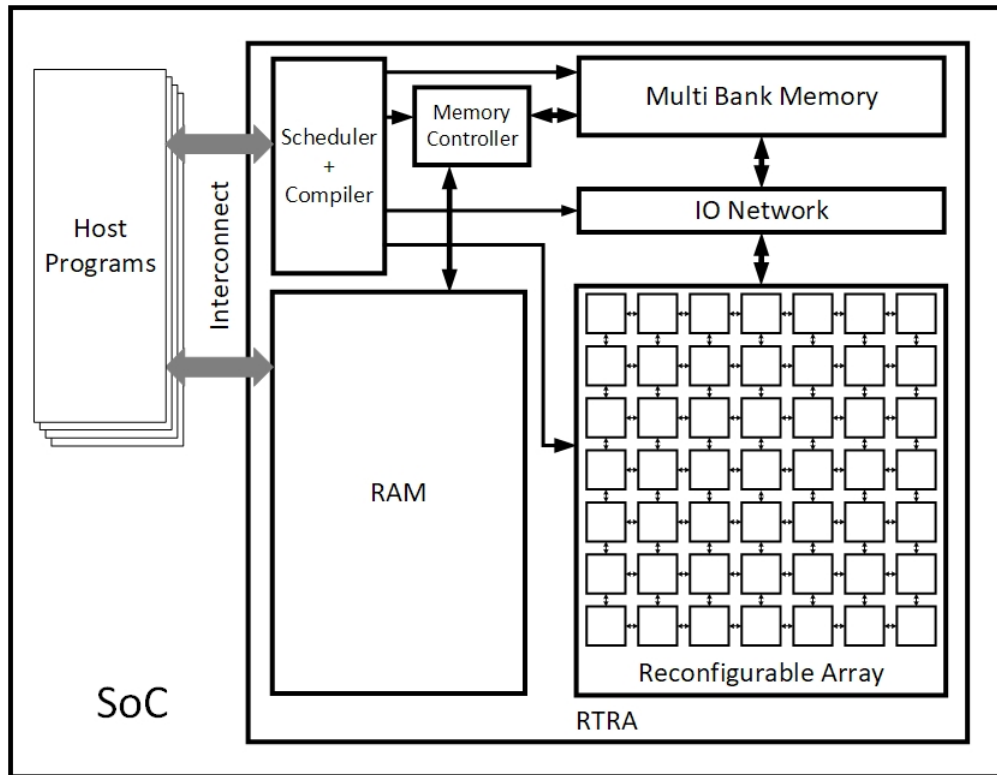 Host
Programs
Interconnect
Scheduler
+
Compiler
Memory
Controller
Multi Bank Memory
IO Network
RAM
Reconfigurable Array
SoC
RTRA